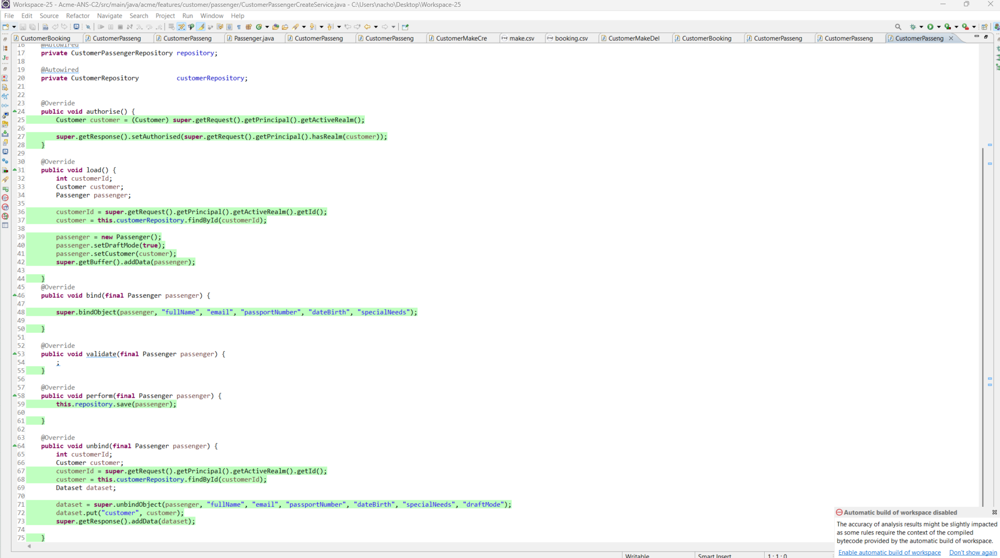 Workspace-25 - Acme-ANS-C2/src/main/java/acme/features/customer/passenger/CustomerPassengerCreateService.java - C:\Users\nacho\Desktop\Workspace-25
File Edit Source Refactor Navigate Search Project Run Window Help
CustomerBooking CustomerPasseng CustomerPasseng Passenger.java CustomerPasseng CustomerPasseng CustomerMakeCre make.csv booking.csv CustomerMakeDel CustomerBooking CustomerPasseng CustomerPasseng CustomerPasseng
16 @Autowired
17 private CustomerPassengerRepository repository;
18
19 @Autowired
20 private CustomerRepository customerRepository;
21
22
23 @Override
24 public void authorise() {
25 Customer customer = (Customer) super.getRequest().getPrincipal().getActiveRealm();
26
27 super.getResponse().setAuthorised(super.getRequest().getPrincipal().hasRealm(customer));
28 }
29
30 @Override
31 public void load() {
32 int customerId;
33 Customer customer;
34 Passenger passenger;
35
36 customerId = super.getRequest().getPrincipal().getActiveRealm().getId();
37 customer = this.customerRepository.findById(customerId);
38
39 passenger = new Passenger();
40 passenger.setDraftMode(true);
41 passenger.setCustomer(customer);
42 super.getBuffer().addData(passenger);
43
44 }
45 @Override
46 public void bind(final Passenger passenger) {
47
48 super.bindObject(passenger, "fullName", "email", "passportNumber", "dateBirth", "specialNeeds");
49
50 }
51
52 @Override
53 public void validate(final Passenger passenger) {
54 ;
55 }
56
57 @Override
58 public void perform(final Passenger passenger) {
59 this.repository.save(passenger);
60
61 }
62
63 @Override
64 public void unbind(final Passenger passenger) {
65 int customerId;
66 Customer customer;
67 customerId = super.getRequest().getPrincipal().getActiveRealm().getId();
68 customer = this.customerRepository.findById(customerId);
69 Dataset dataset;
70
71 dataset = super.unbindObject(passenger, "fullName", "email", "passportNumber", "dateBirth", "specialNeeds", "draftMode");
72 dataset.put("customer", customer);
73 super.getResponse().addData(dataset);
74
75 }
Automatic build of workspace disabled
The accuracy of analysis results might be slightly impacted
as some rules require the context of the compiled
bytecode provided by the automatic build of workspace.
Enable automatic build of workspace Don't show again
Writable Smart Insert 1 : 1 : 0